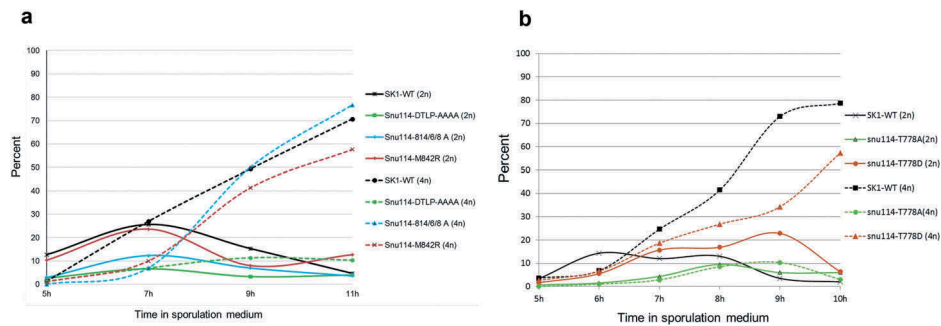 a
100
90
80
70
60
50
40
30
20
10
0
Percent
5h 7h 9h 11h
Time in sporulation medium
SK1-WT (2n)
Snu114-DTLP-AAAA (2n)
Snu114-814/6/8 A (2n)
Snu114-M842R (2n)
SK1-WT (4n)
Snu114-DTLP-AAAA (4n)
Snu114-814/6/8 A (4n)
Snu114-M842R (4n)
b
100
90
80
70
60
50
40
30
20
10
0
Percent
5h 6h 7h 8h 9h 10h
Time in sporulation medium
SK1-WT (2n)
snu114-T778A(2n)
snu114-T778D (2n)
SK1-WT (4n)
snu114-T778A(4n)
snu114-T778D (4n)